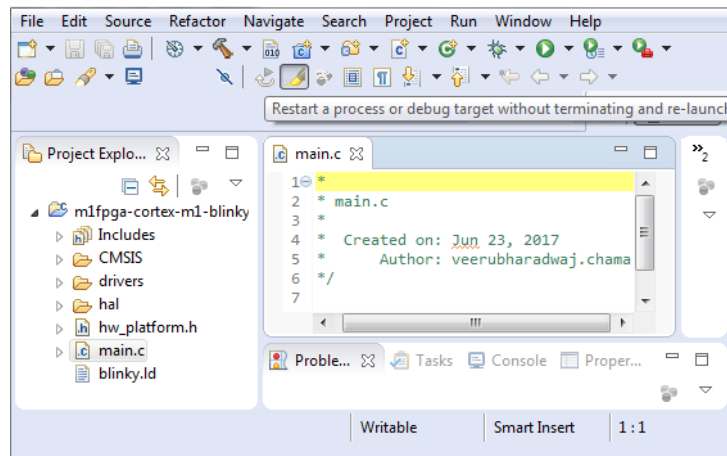 File Edit Source Refactor Navigate Search Project Run Window Help
010
Restart a process or debug target without terminating and re-launch
Project Explo...
main.c
»2
m1fpga-cortex-m1-blinky
Includes
CMSIS
drivers
hal
hw_platform.h
main.c
blinky.ld
1 *
2 * main.c
3 *
4 * Created on: Jun 23, 2017
5 * Author: veerubharadwaj.chama
6 */
7
Proble... Tasks Console Proper...
Writable Smart Insert 1 : 1